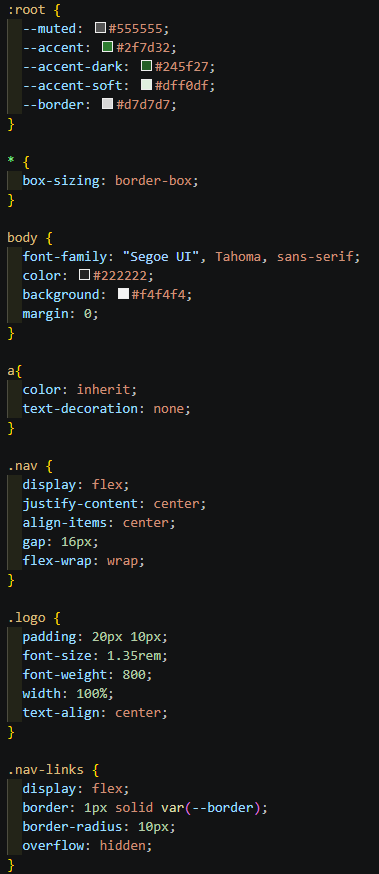 :root {
--muted: #555555;
--accent: #2f7d32;
--accent-dark: #245f27;
--accent-soft: #dff0df;
--border: #d7d7d7;
}
* {
box-sizing: border-box;
}
body {
font-family: "Segoe UI", Tahoma, sans-serif;
color: #222222;
background: #f4f4f4;
margin: 0;
}
a{
color: inherit;
text-decoration: none;
}
.nav {
display: flex;
justify-content: center;
align-items: center;
gap: 16px;
flex-wrap: wrap;
}
.logo {
padding: 20px 10px;
font-size: 1.35rem;
font-weight: 800;
width: 100%;
text-align: center;
}
.nav-links {
display: flex;
border: 1px solid var(--border);
border-radius: 10px;
overflow: hidden;
}